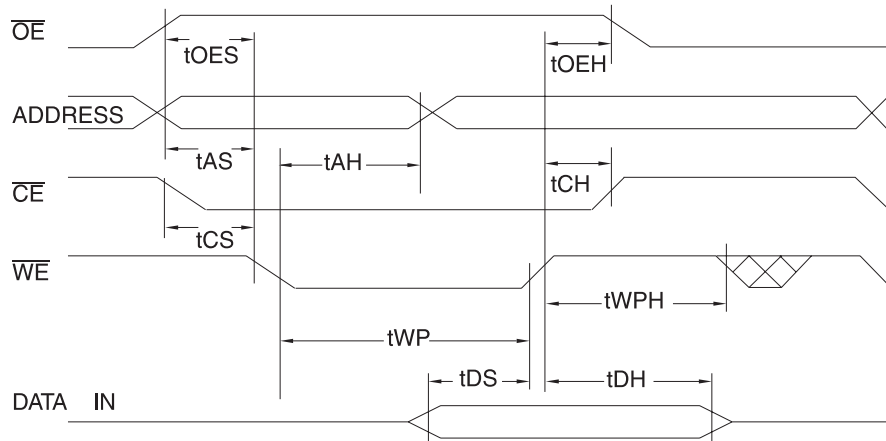 OE
tOES
tOEH
ADDRESS
tAS
tAH
tCH
CE
tCS
WE
tWPH
tWP
tDS
tDH
DATA IN